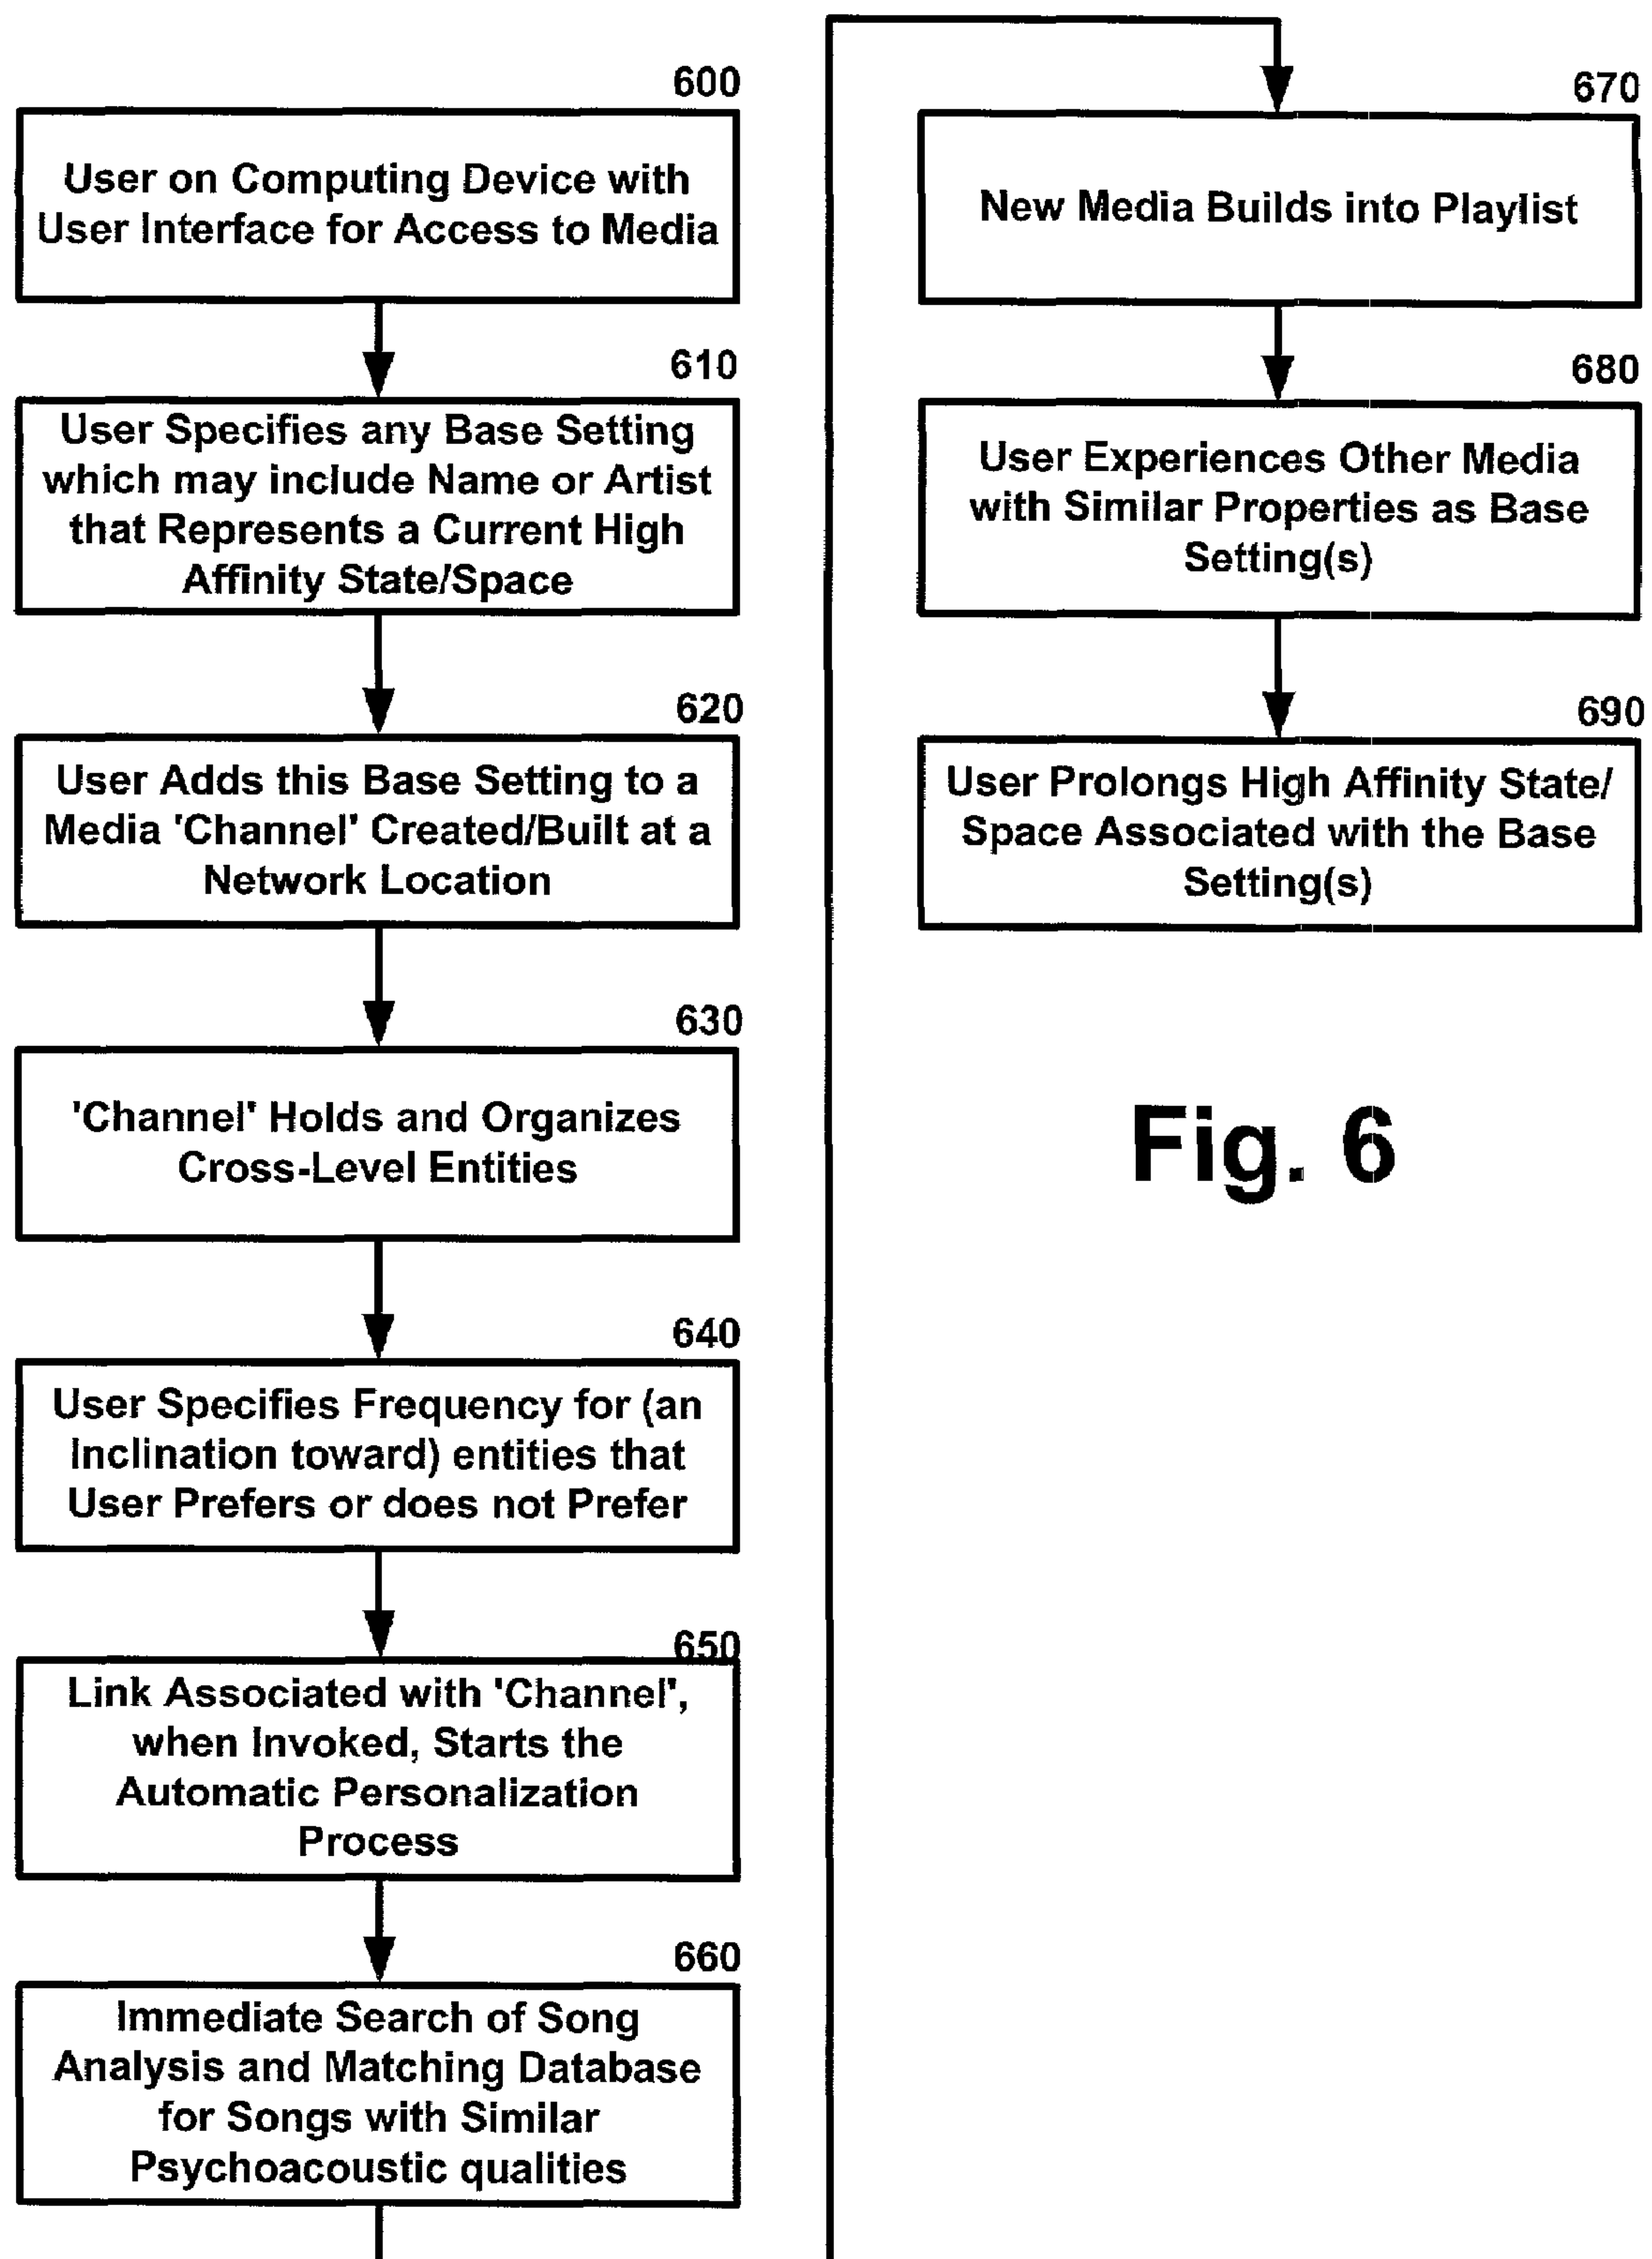 600
User on Computing Device with
User Interface for Access to Media
610
User Specifies any Base Setting
which may include Name or Artist
that Represents a Current High
Affinity State/Space
620
User Adds this Base Setting to a
Media 'Channel' Created/Built at a
Network Location
630
'Channel' Holds and Organizes
Cross-Level Entities
640
User Specifies Frequency for (an
Inclination toward) entities that
User Prefers or does not Prefer
650
Link Associated with 'Channel',
when Invoked, Starts the
Automatic Personalization
Process
660
Immediate Search of Song
Analysis and Matching Database
for Songs with Similar
Psychoacoustic qualities
670
New Media Builds into Playlist
680
User Experiences Other Media
with Similar Properties as Base
Setting(s)
690
User Prolongs High Affinity State/
Space Associated with the Base
Setting(s)
Fig. 6